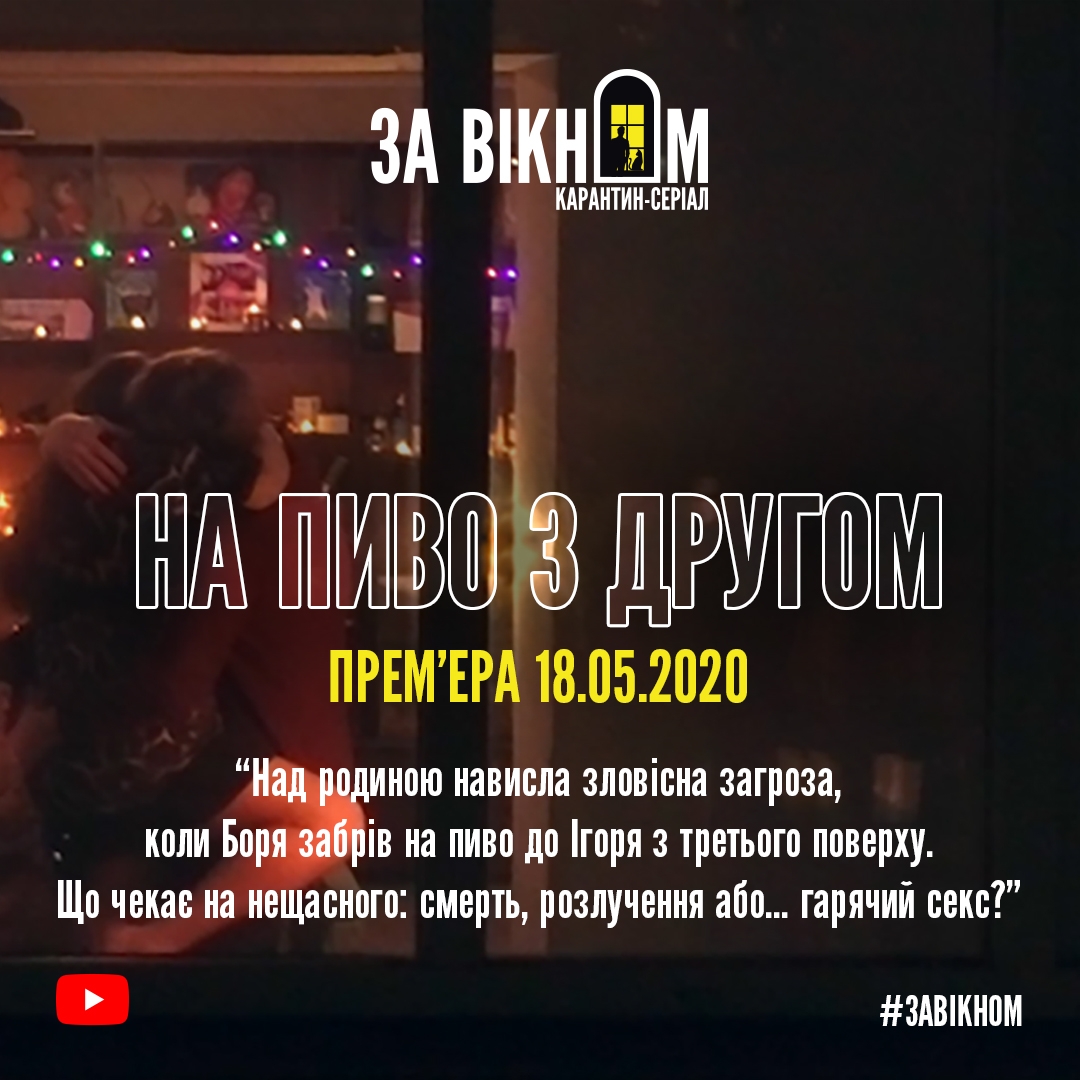 ЗА ВІКНОМ
КАРАНТИН-СЕРІАЛ
НА ПИВО З ДРУГОМ
ПРЕМ’ЕРА 18.05.2020
“Над родиною нависла зловісна загроза,
коли Боря забрів на пиво до Ігоря з третього поверху.
Що чекає на нещасного: смерть, розлучення або... гарячий секс?”
#ЗАВІКНОМ